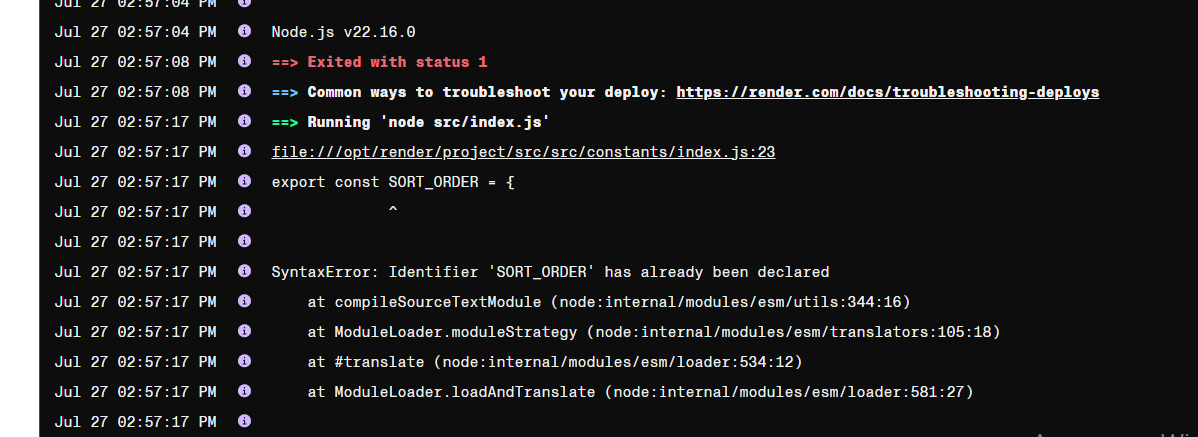 Jul 27 02:57:04 PM
Jul 27 02:57:04 PM Node.js v22.16.0
Jul 27 02:57:08 PM ==> Exited with status 1
Jul 27 02:57:08 PM ==> Common ways to troubleshoot your deploy: https://render.com/docs/troubleshooting-deploys
Jul 27 02:57:17 PM ==> Running 'node src/index.js'
Jul 27 02:57:17 PM file:///opt/render/project/src/src/constants/index.js:23
Jul 27 02:57:17 PM export const SORT_ORDER = {
Jul 27 02:57:17 PM ^
Jul 27 02:57:17 PM
Jul 27 02:57:17 PM SyntaxError: Identifier 'SORT_ORDER' has already been declared
Jul 27 02:57:17 PM at compileSourceTextModule (node:internal/modules/esm/utils:344:16)
Jul 27 02:57:17 PM at ModuleLoader.moduleStrategy (node:internal/modules/esm/translators:105:18)
Jul 27 02:57:17 PM at #translate (node:internal/modules/esm/loader:534:12)
Jul 27 02:57:17 PM at ModuleLoader.loadAndTranslate (node:internal/modules/esm/loader:581:27)
Jul 27 02:57:17 PM